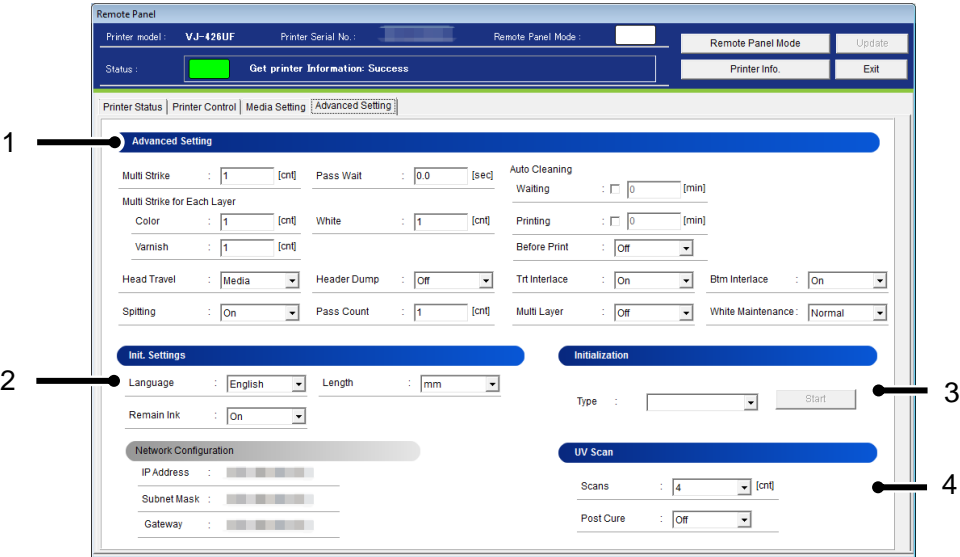 Remote Panel
Printer model : VJ-426UF Printer Serial No. : Remote Panel Mode :
Remote Panel Mode Update
Status : Get printer Information: Success
Printer Info. Exit
Printer Status Printer Control Media Setting Advanced Setting
1
Advanced Setting
Multi Strike : 1 [cnt] Pass Wait : 0.0 [sec] Auto Cleaning
Waiting : 0 [min]
Multi Strike for Each Layer
Color : 1 [cnt] White : 1 [cnt] Printing : 0 [min]
Varnish : 1 [cnt] Before Print : Off
Head Travel : Media Header Dump : Off Trt Interlace : On Btm Interlace : On
Spitting : On Pass Count : 1 [cnt] Multi Layer : Off White Maintenance : Normal
Init. Settings Initialization
2
Language : English Length : mm
3
Type : Start
Remain Ink : On
Network Configuration UV Scan
IP Address :
Scans : 4 [cnt]
4
Subnet Mask :
Post Cure : Off
Gateway :